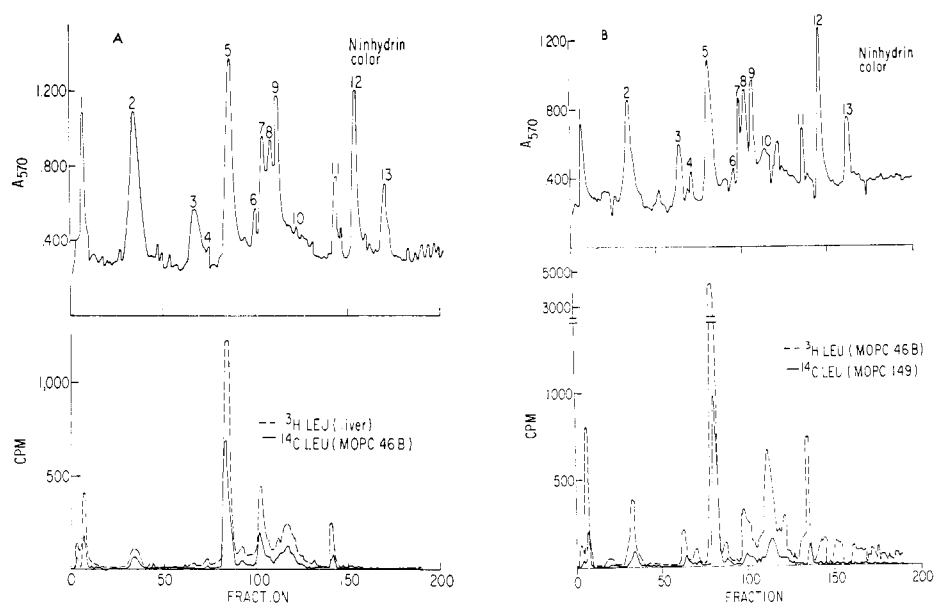 A
Ninhydrin
color
A570
1200
800
400
2
3
4
5
6
7
8
9
10
11
12
13
CPM
1,000
500
0
50
100
150
200
FRACTION
3H LEU (liver)
14C LEU (MOPC 46B)
B
Ninhydrin
color
A570
1200
800
400
2
3
4
5
6
7
8
9
10
11
12
13
CPM
5000
3000
1000
500
0
50
100
150
200
FRACTION
3H LEU (MOPC 46B)
14C LEU (MOPC 149)